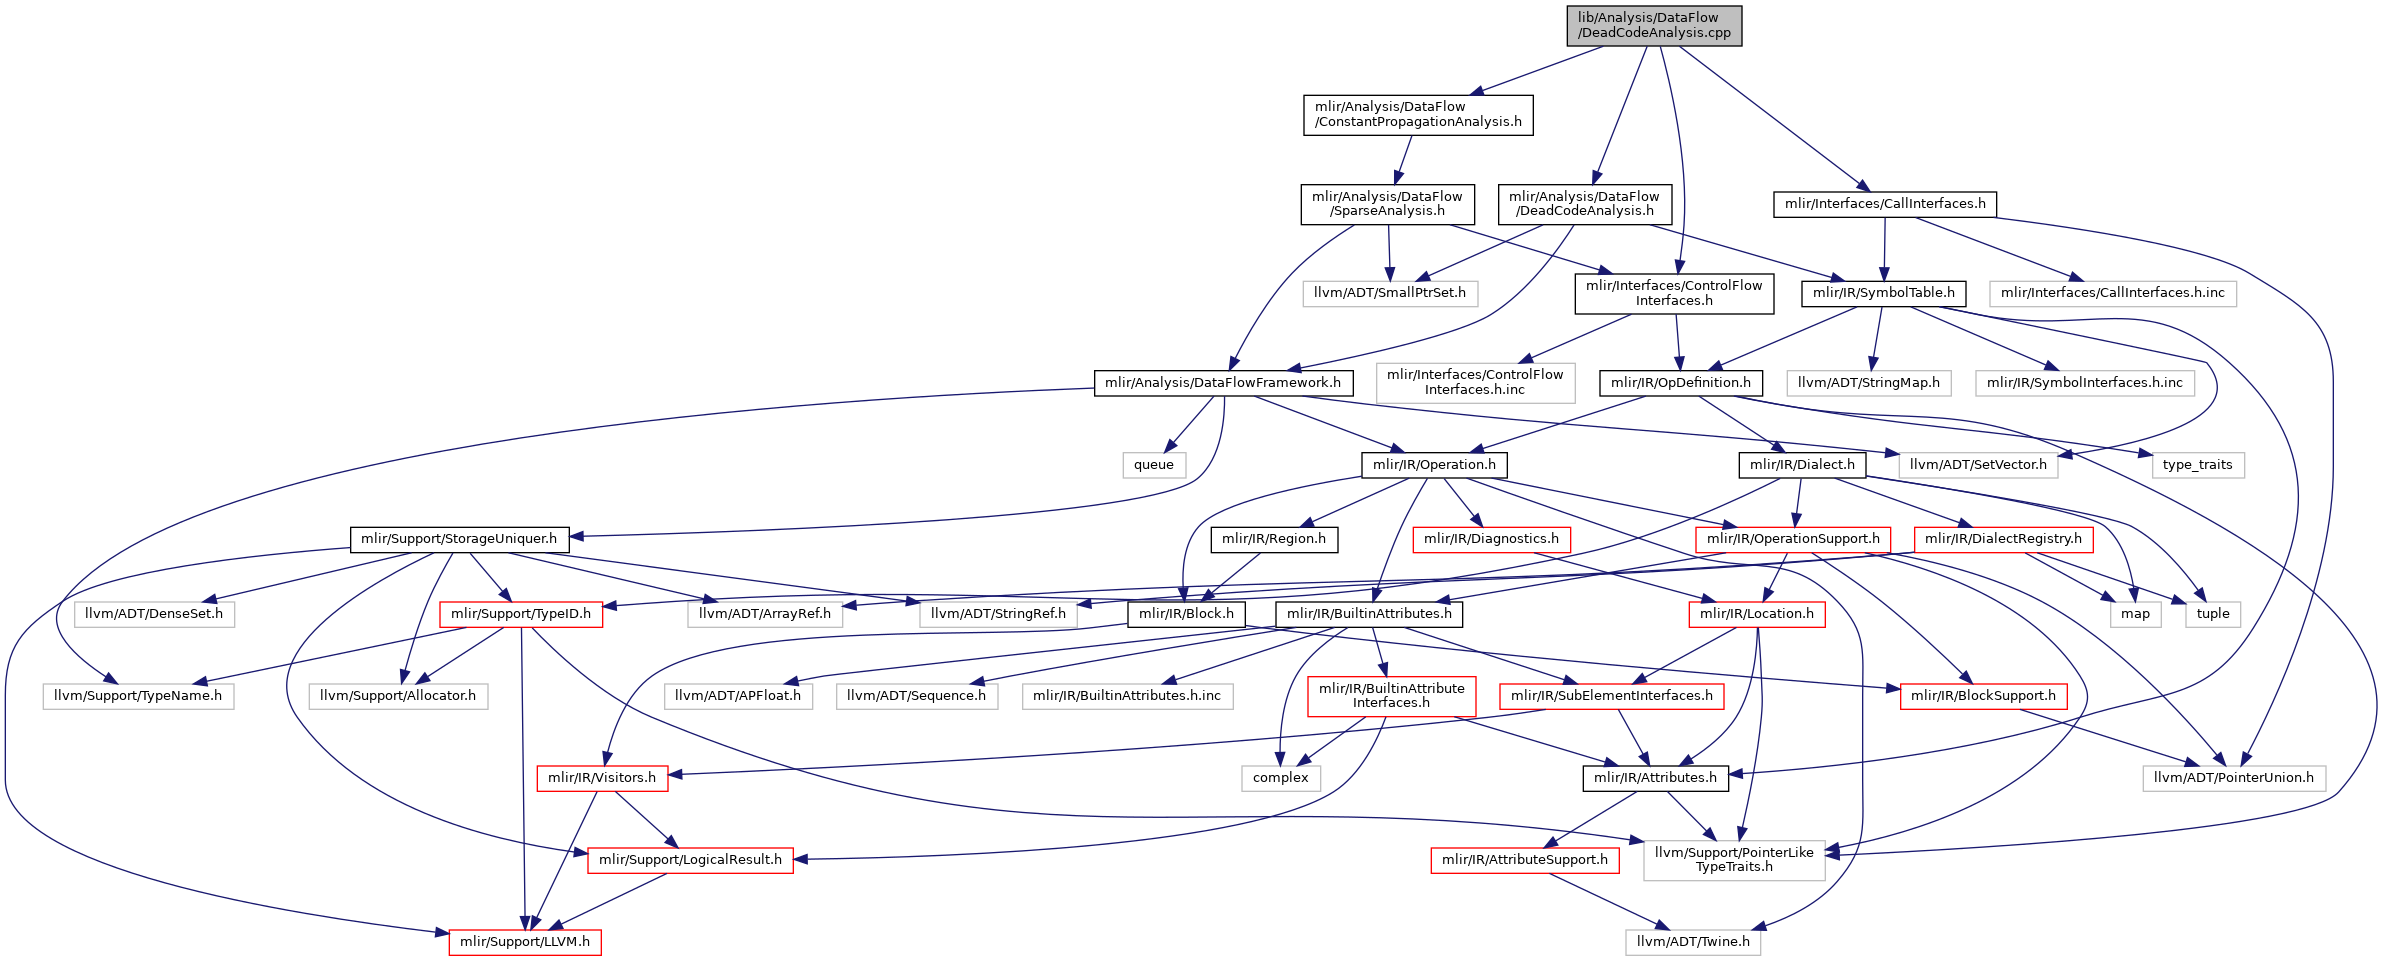 lib/Analysis/DataFlow
/DeadCodeAnalysis.cpp
mlir/Analysis/DataFlow
/ConstantPropagationAnalysis.h
mlir/Analysis/DataFlow
/SparseAnalysis.h
mlir/Analysis/DataFlow
/DeadCodeAnalysis.h
mlir/Interfaces/CallInterfaces.h
llvm/ADT/SmallPtrSet.h
mlir/Interfaces/ControlFlow
Interfaces.h
mlir/IR/SymbolTable.h
mlir/Interfaces/CallInterfaces.h.inc
mlir/Analysis/DataFlowFramework.h
mlir/Interfaces/ControlFlow
Interfaces.h.inc
mlir/IR/OpDefinition.h
llvm/ADT/StringMap.h
mlir/IR/SymbolInterfaces.h.inc
queue
mlir/IR/Operation.h
mlir/IR/Dialect.h
llvm/ADT/SetVector.h
type_traits
mlir/Support/StorageUniquer.h
mlir/IR/Region.h
mlir/IR/Diagnostics.h
mlir/IR/OperationSupport.h
mlir/IR/DialectRegistry.h
llvm/ADT/DenseSet.h
mlir/Support/TypeID.h
llvm/ADT/ArrayRef.h
llvm/ADT/StringRef.h
mlir/IR/Block.h
mlir/IR/BuiltinAttributes.h
mlir/IR/Location.h
map
tuple
llvm/Support/TypeName.h
llvm/Support/Allocator.h
llvm/ADT/APFloat.h
llvm/ADT/Sequence.h
mlir/IR/BuiltinAttributes.h.inc
mlir/IR/BuiltinAttribute
Interfaces.h
mlir/IR/SubElementInterfaces.h
mlir/IR/BlockSupport.h
mlir/IR/Visitors.h
complex
mlir/IR/Attributes.h
llvm/ADT/PointerUnion.h
mlir/Support/LogicalResult.h
mlir/IR/AttributeSupport.h
llvm/Support/PointerLike
TypeTraits.h
mlir/Support/LLVM.h
llvm/ADT/Twine.h